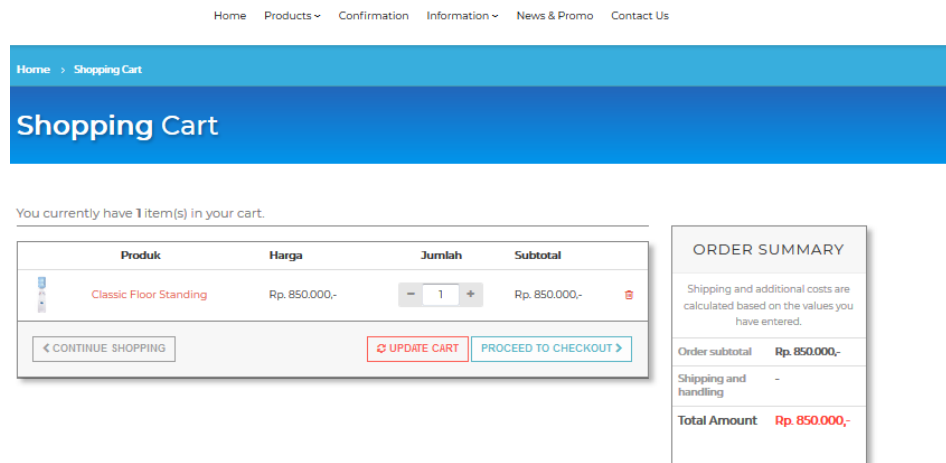 Home Products Confirmation Information News & Promo Contact Us
Home > Shopping Cart
Shopping Cart
You currently have 1 item(s) in your cart.
Produk Harga Jumlah Subtotal
Classic Floor Standing Rp. 850.000,- - 1 + Rp. 850.000,-
CONTINUE SHOPPING UPDATE CART PROCEED TO CHECKOUT
ORDER SUMMARY
Shipping and additional costs are
calculated based on the values you
have entered.
Order subtotal Rp. 850.000,-
Shipping and
handling -
Total Amount Rp. 850.000,-